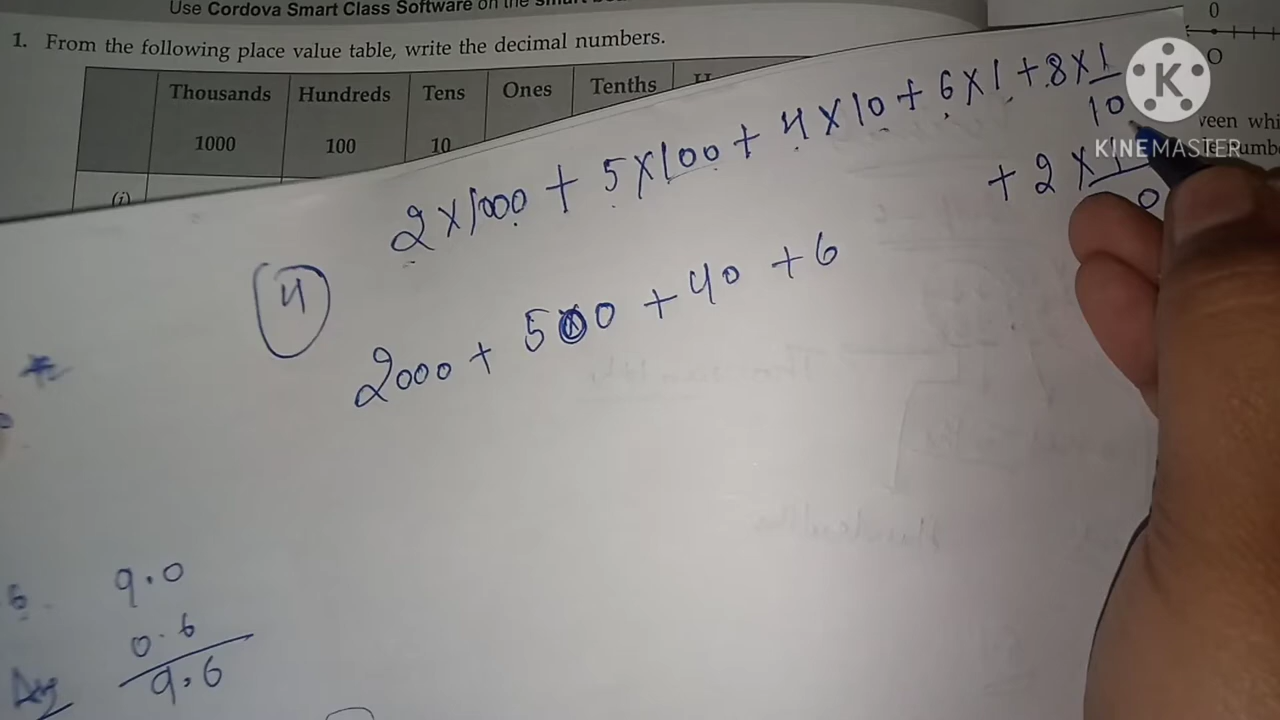 Use Cordova Smart Class Software on the
0
1. From the following place value table, write the decimal numbers.
Thousands Hundreds Tens Ones Tenths
1000 100 10
(i)
2 × 1000 + 5 × 100 + 4 × 10 + 6 × 1 + 8 × 1/10
+ 2 × 1
K
KINEMASTER
4
2000 + 500 + 40 + 6
9.0
0.6
9.6